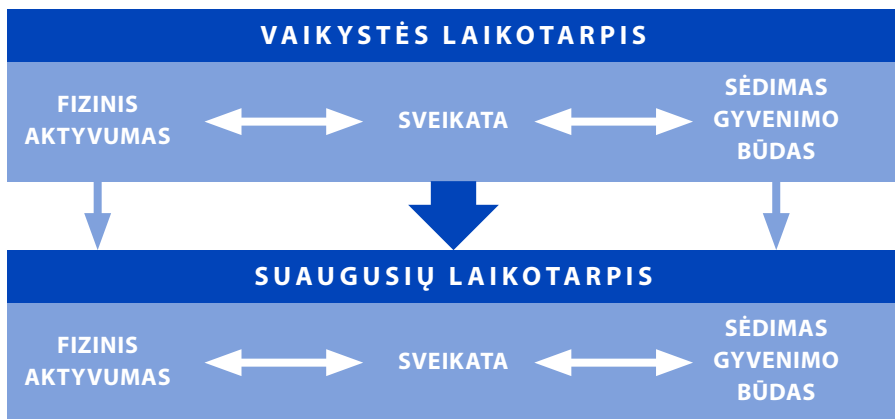 VAIKYSTĖS LAIKOTARPIS
FIZINIS
AKTYVUMAS
SVEIKATA
SĖDIMAS
GYVENIMO
BŪDAS
SUAUGUSIŲ LAIKOTARPIS
FIZINIS
AKTYVUMAS
SVEIKATA
SĖDIMAS
GYVENIMO
BŪDAS